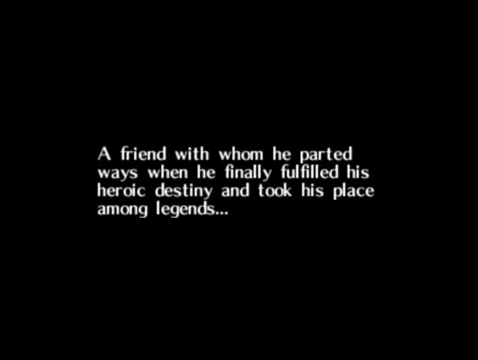 A friend with whom he parted
ways when he finally fulfilled his
heroic destiny and took his place
among legends...